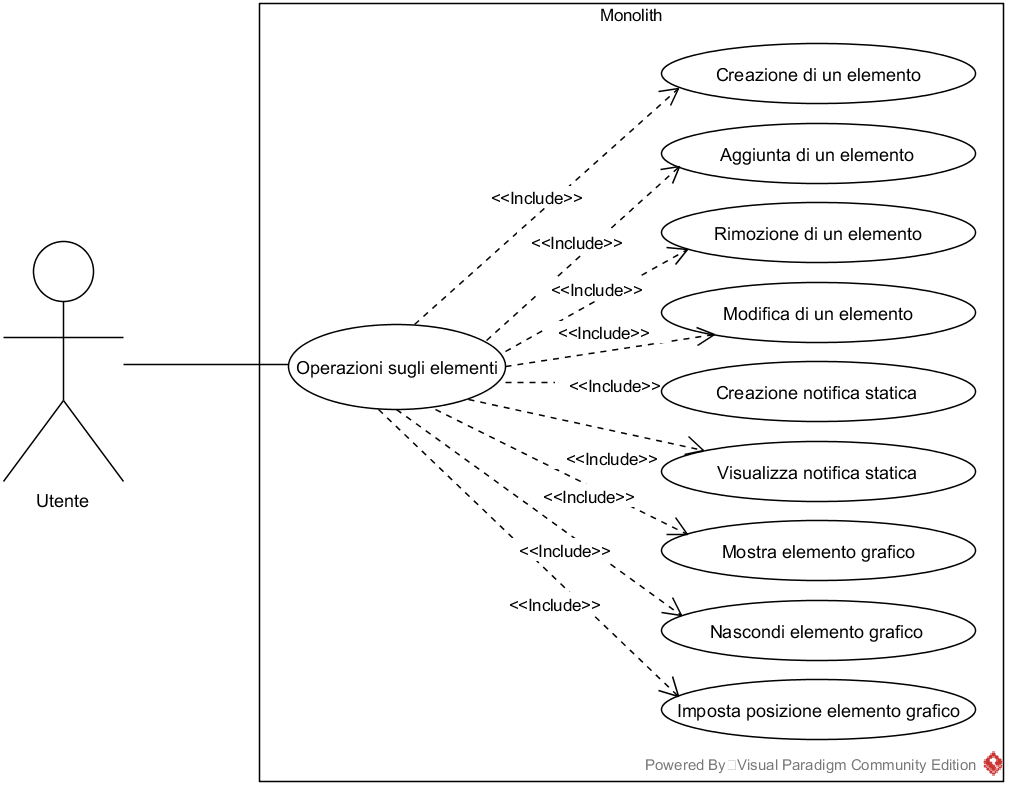 Monolith
Creazione di un elemento
Aggiunta di un elemento
<<Include>>
Rimozione di un elemento
<<Include>>
<<Include>>
Modifica di un elemento
<<Include>>
Operazioni sugli elementi
<<Include>>
Creazione notifica statica
<<Include>>
Visualizza notifica statica
<<Include>>
Utente
Mostra elemento grafico
<<Include>>
<<Include>>
Nascondi elemento grafico
Imposta posizione elemento grafico
Powered By Visual Paradigm Community Edition